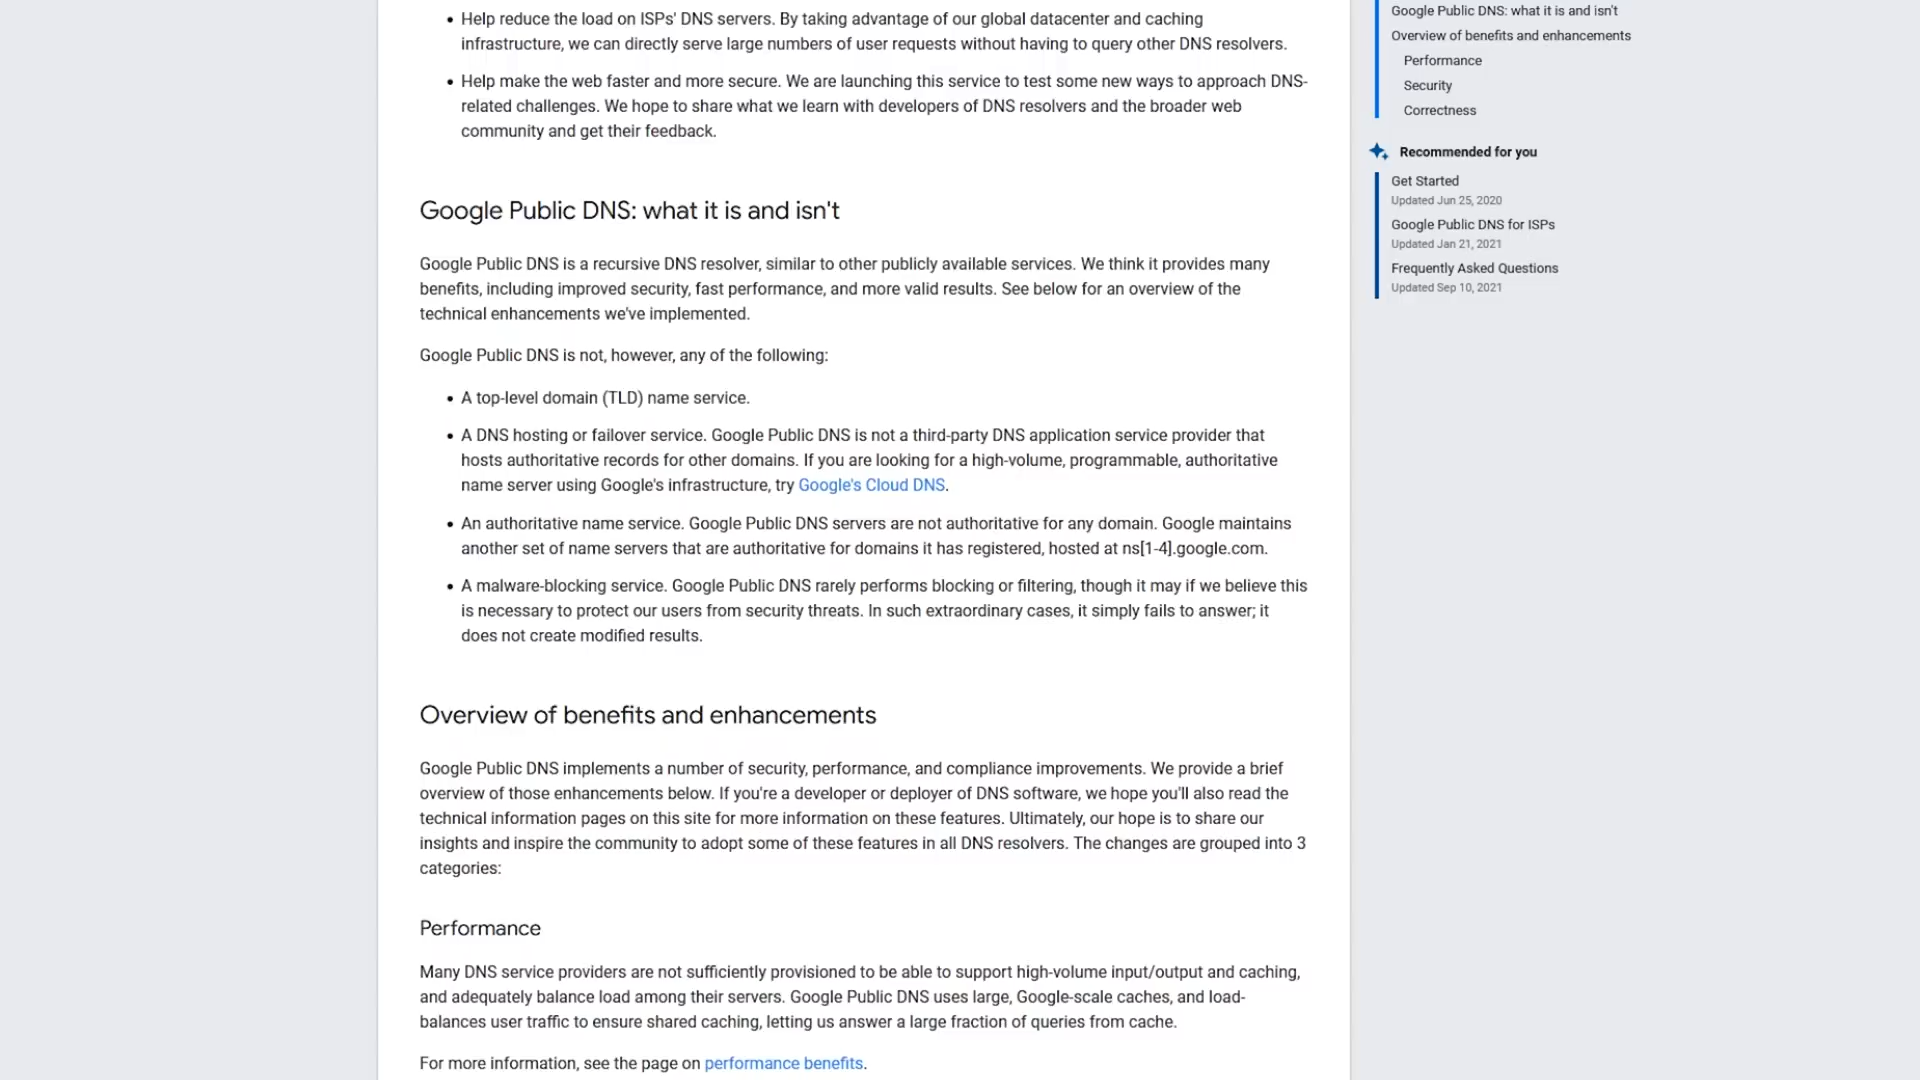 • Help reduce the load on ISPs' DNS servers. By taking advantage of our global datacenter and caching
infrastructure, we can directly serve large numbers of user requests without having to query other DNS resolvers.
• Help make the web faster and more secure. We are launching this service to test some new ways to approach DNS-
related challenges. We hope to share what we learn with developers of DNS resolvers and the broader web
community and get their feedback.
Google Public DNS: what it is and isn't
Google Public DNS is a recursive DNS resolver, similar to other publicly available services. We think it provides many
benefits, including improved security, fast performance, and more valid results. See below for an overview of the
technical enhancements we've implemented.
Google Public DNS is not, however, any of the following:
• A top-level domain (TLD) name service.
• A DNS hosting or failover service. Google Public DNS is not a third-party DNS application service provider that
hosts authoritative records for other domains. If you are looking for a high-volume, programmable, authoritative
name server using Google's infrastructure, try Google's Cloud DNS.
• An authoritative name service. Google Public DNS servers are not authoritative for any domain. Google maintains
another set of name servers that are authoritative for domains it has registered, hosted at ns[1-4].google.com.
• A malware-blocking service. Google Public DNS rarely performs blocking or filtering, though it may if we believe this
is necessary to protect our users from security threats. In such extraordinary cases, it simply fails to answer; it
does not create modified results.
Overview of benefits and enhancements
Google Public DNS implements a number of security, performance, and compliance improvements. We provide a brief
overview of those enhancements below. If you're a developer or deployer of DNS software, we hope you'll also read the
technical information pages on this site for more information on these features. Ultimately, our hope is to share our
insights and inspire the community to adopt some of these features in all DNS resolvers. The changes are grouped into 3
categories:
Performance
Many DNS service providers are not sufficiently provisioned to be able to support high-volume input/output and caching,
and adequately balance load among their servers. Google Public DNS uses large, Google-scale caches, and load-
balances user traffic to ensure shared caching, letting us answer a large fraction of queries from cache.
For more information, see the page on performance benefits.
Google Public DNS: what it is and isn't
Overview of benefits and enhancements
Performance
Security
Correctness
Recommended for you
Get Started
Updated Jun 25, 2020
Google Public DNS for ISPs
Updated Jan 21, 2021
Frequently Asked Questions
Updated Sep 10, 2021